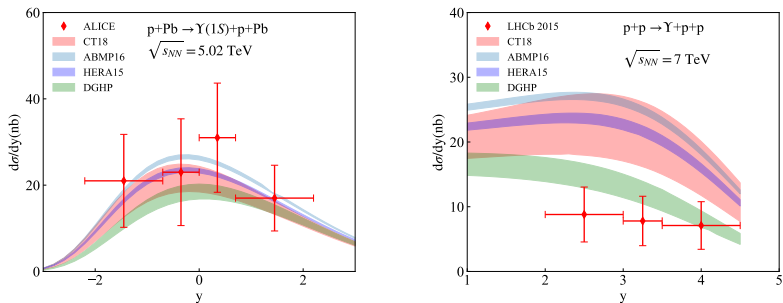 ALICE
CT18
ABMP16
HERA15
DGHP
p+Pb→Υ(1S)+p+Pb
√s_NN = 5.02 TeV
dσ/dy(nb)
60
40
20
0
−2
0
2
y
LHCb 2015
CT18
ABMP16
HERA15
DGHP
p+p→Υ+p+p
√s_NN = 7 TeV
dσ/dy(nb)
40
30
20
10
0
1
2
3
4
5
y